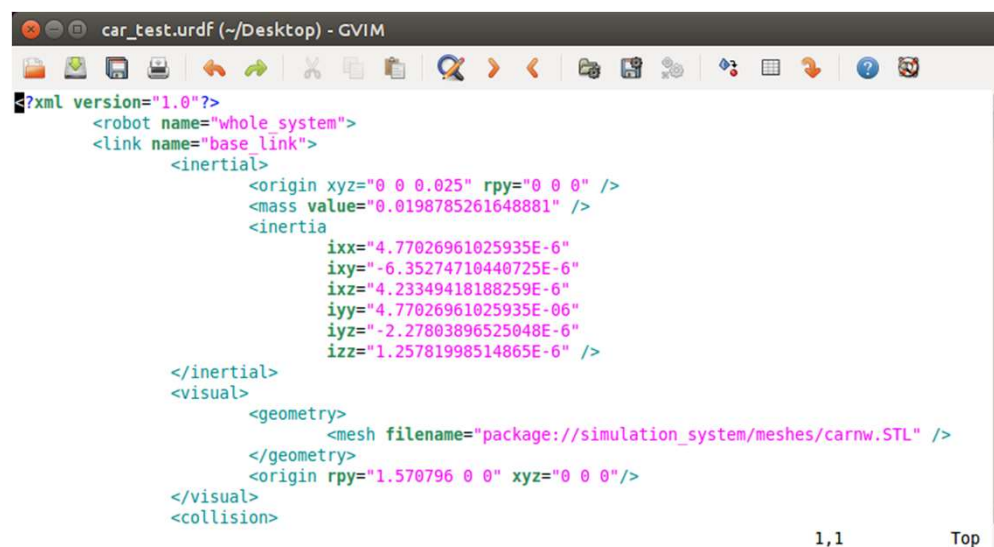 car_test.urdf (~/Desktop) - GVIM
<?xml version="1.0"?>
<robot name="whole_system">
<link name="base_link">
<inertial>
<origin xyz="0 0 0.025" rpy="0 0 0" />
<mass value="0.0198785261648881" />
<inertia
ixx="4.77026961025935E-6"
ixy="-6.35274710440725E-6"
ixz="4.23349418188259E-6"
iyy="4.77026961025935E-06"
iyz="-2.27803896525048E-6"
izz="1.25781998514865E-6" />
</inertial>
<visual>
<geometry>
<mesh filename="package://simulation_system/meshes/carnw.STL" />
</geometry>
<origin rpy="1.570796 0 0" xyz="0 0 0"/>
</visual>
<collision>
1,1 Top